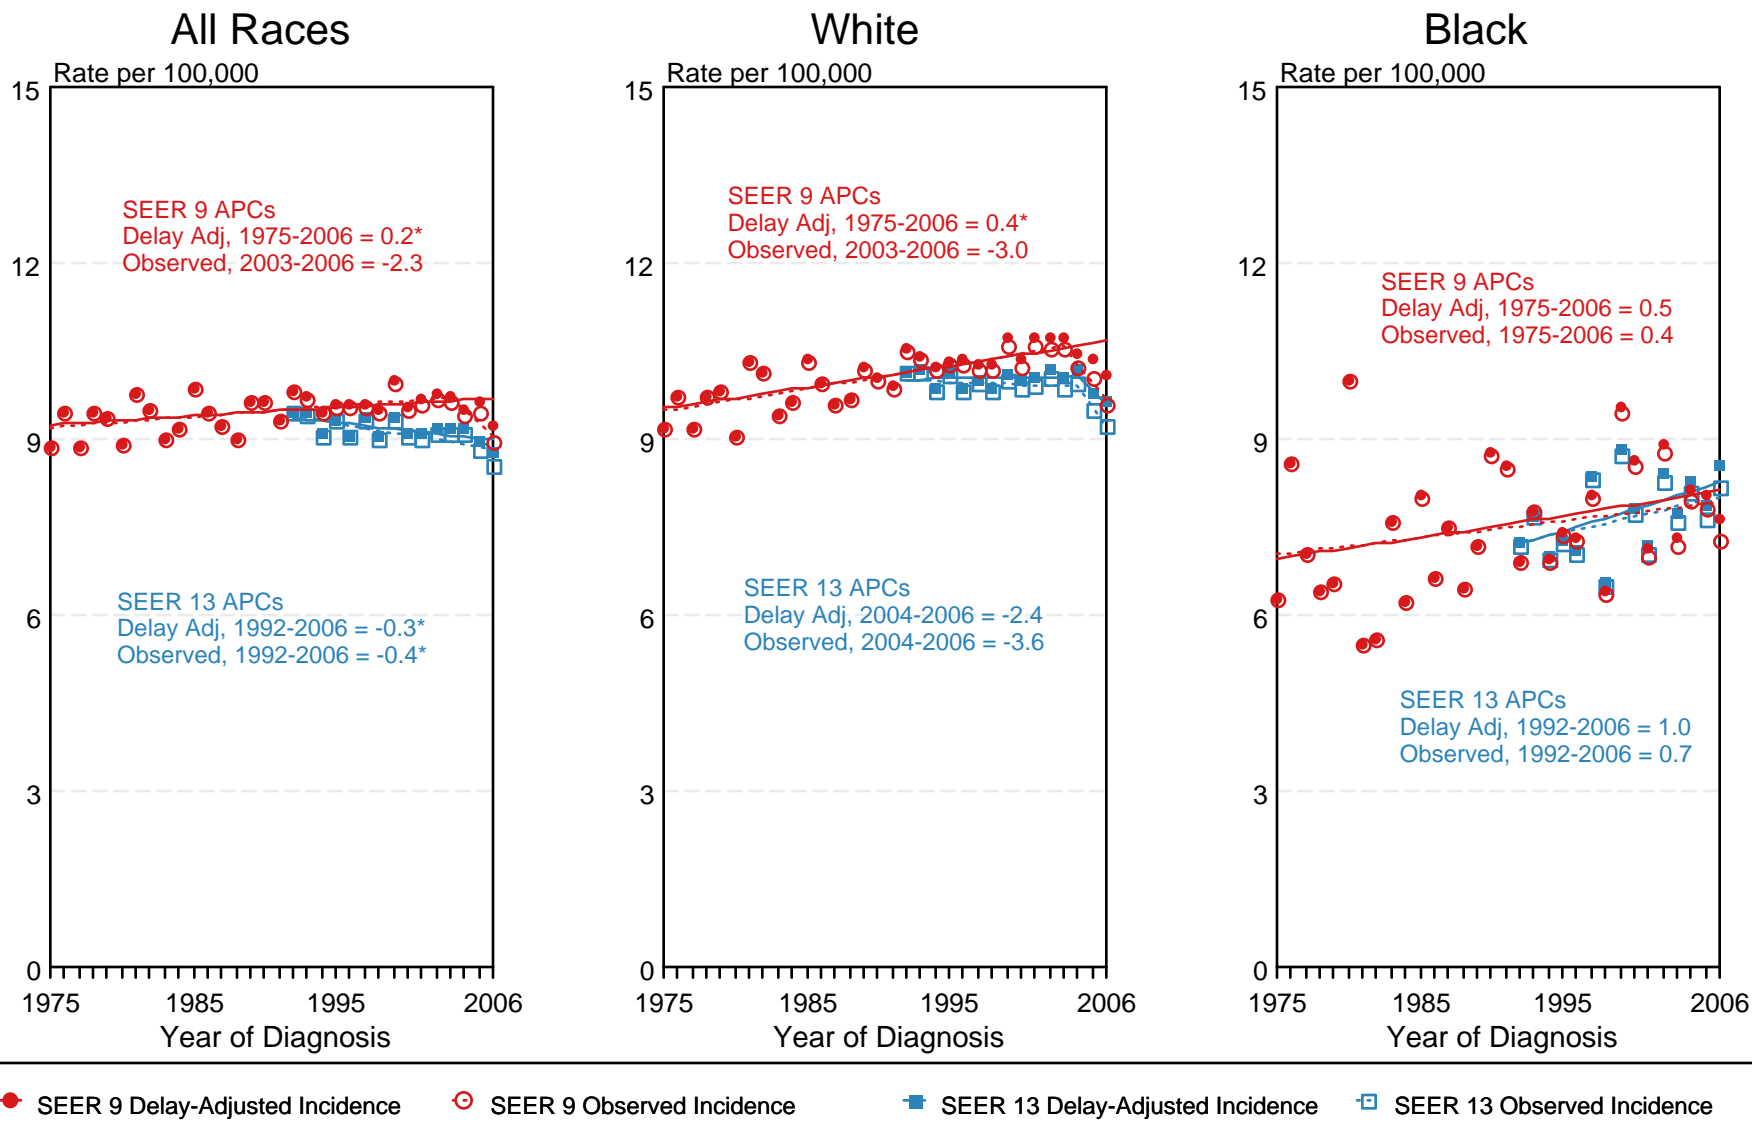 All Races
White
Black
Rate per 100,000
Rate per 100,000
Rate per 100,000
15
12
9
6
3
0
SEER 9 APCs
Delay Adj, 1975-2006 = 0.2*
Observed, 2003-2006 = -2.3
SEER 13 APCs
Delay Adj, 1992-2006 = -0.3*
Observed, 1992-2006 = -0.4*
1975
1985
1995
2006
Year of Diagnosis
15
12
9
6
3
0
SEER 9 APCs
Delay Adj, 1975-2006 = 0.4*
Observed, 2003-2006 = -3.0
SEER 13 APCs
Delay Adj, 2004-2006 = -2.4
Observed, 2004-2006 = -3.6
1975
1985
1995
2006
Year of Diagnosis
15
12
9
6
3
0
SEER 9 APCs
Delay Adj, 1975-2006 = 0.5
Observed, 1975-2006 = 0.4
SEER 13 APCs
Delay Adj, 1992-2006 = 1.0
Observed, 1992-2006 = 0.7
1975
1985
1995
2006
Year of Diagnosis
SEER 9 Delay-Adjusted Incidence
SEER 9 Observed Incidence
SEER 13 Delay-Adjusted Incidence
SEER 13 Observed Incidence